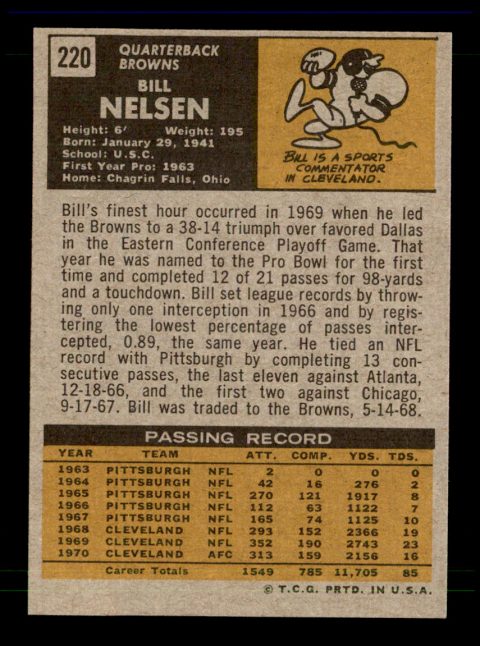 220
QUARTERBACK
BROWNS
BILL
NELSEN
Height: 6' Weight: 195
Born: January 29, 1941
School: U.S.C.
First Year Pro: 1963
Home: Chagrin Falls, Ohio
BILL IS A SPORTS
COMMENTATOR
IN CLEVELAND.
Bill's finest hour occurred in 1969 when he led
the Browns to a 38-14 triumph over favored Dallas
in the Eastern Conference Playoff Game. That
year he was named to the Pro Bowl for the first
time and completed 12 of 21 passes for 98-yards
and a touchdown. Bill set league records by throw-
ing only one interception in 1966 and by regis-
tering the lowest percentage of passes inter-
cepted, 0.89, the same year. He tied an NFL
record with Pittsburgh by completing 13 con-
secutive passes, the last eleven against Atlanta,
12-18-66, and the first two against Chicago,
9-17-67. Bill was traded to the Browns, 5-14-68.
PASSING RECORD
YEAR TEAM ATT. COMP. YDS. TDS.
1963 PITTSBURGH NFL 2 0 0 0
1964 PITTSBURGH NFL 42 16 276 2
1965 PITTSBURGH NFL 270 121 1917 8
1966 PITTSBURGH NFL 112 63 1122 7
1967 PITTSBURGH NFL 165 74 1125 10
1968 CLEVELAND NFL 293 152 2366 19
1969 CLEVELAND NFL 352 190 2743 23
1970 CLEVELAND AFC 313 159 2156 16
Career Totals 1549 785 11,705 85
© T.C.G. PRTD. IN U.S.A.